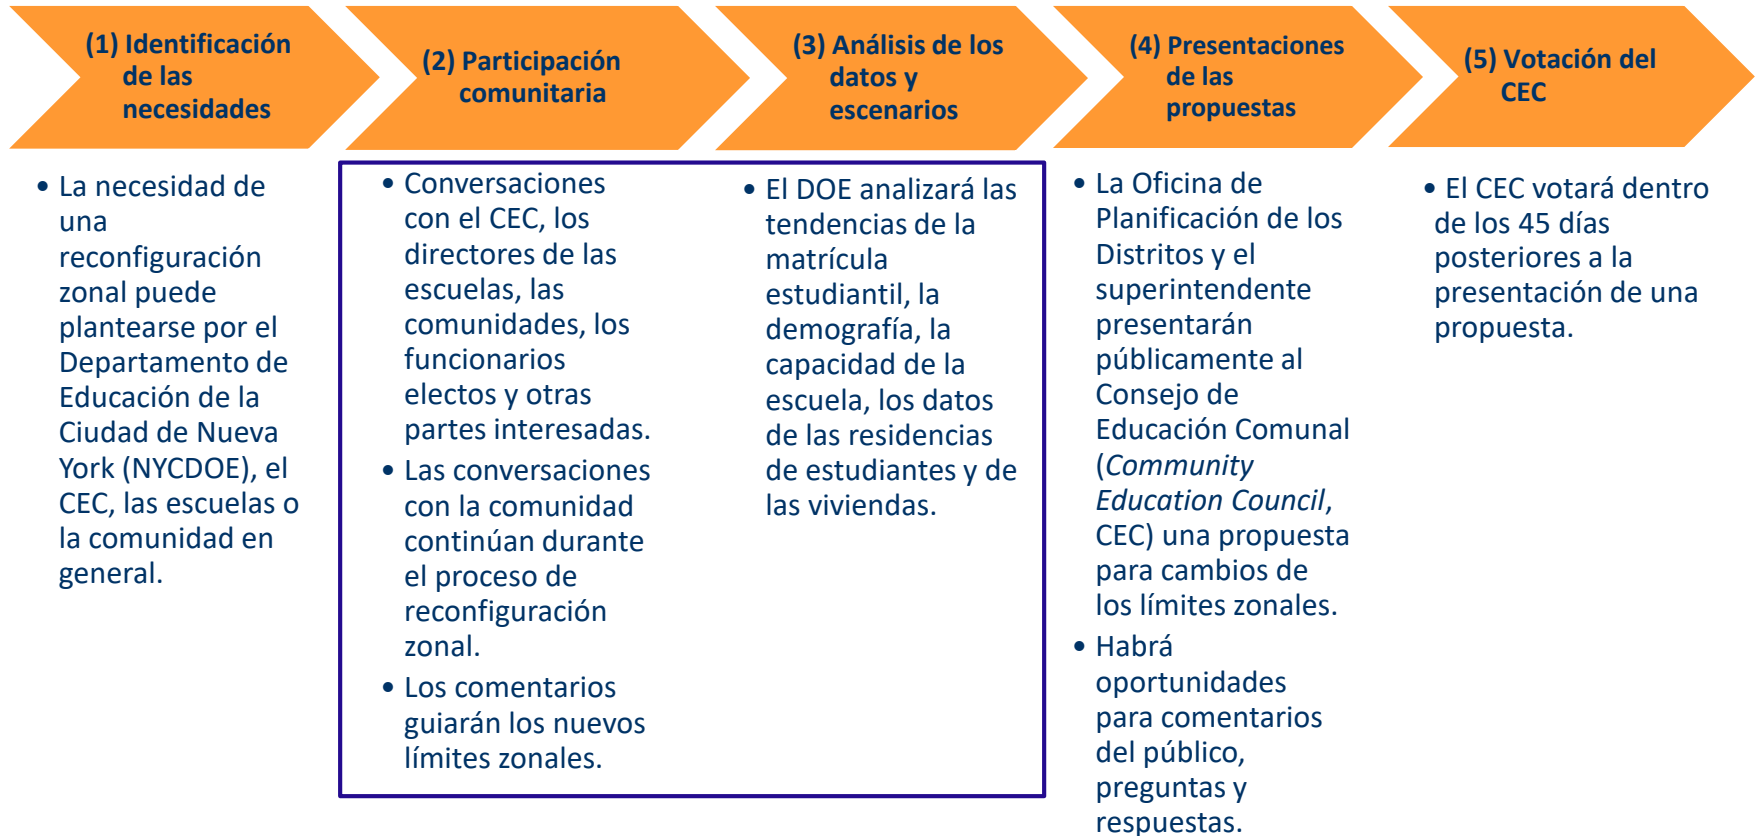 (1) Identificación
de las
necesidades
(2) Participación
comunitaria
(3) Análisis de los
datos y
escenarios
(4) Presentaciones
de las
propuestas
(5) Votación del
CEC
• La necesidad de
una
reconfiguración
zonal puede
plantearse por el
Departamento de
Educación de la
Ciudad de Nueva
York (NYCDOE), el
CEC, las escuelas o
la comunidad en
general.
• Conversaciones
con el CEC, los
directores de las
escuelas, las
comunidades, los
funcionarios
electos y otras
partes interesadas.
• Las conversaciones
con la comunidad
continúan durante
el proceso de
reconfiguración
zonal.
• Los comentarios
guiarán los nuevos
límites zonales.
• El DOE analizará las
tendencias de la
matrícula
estudiantil, la
demografía, la
capacidad de la
escuela, los datos
de las residencias
de estudiantes y de
las viviendas.
• La Oficina de
Planificación de los
Distritos y el
superintendente
presentarán
públicamente al
Consejo de
Educación Comunal
(Community
Education Council,
CEC) una propuesta
para cambios de
los límites zonales.
• Habrá
oportunidades
para comentarios
del público,
preguntas y
respuestas.
• El CEC votará dentro
de los 45 días
posteriores a la
presentación de una
propuesta.